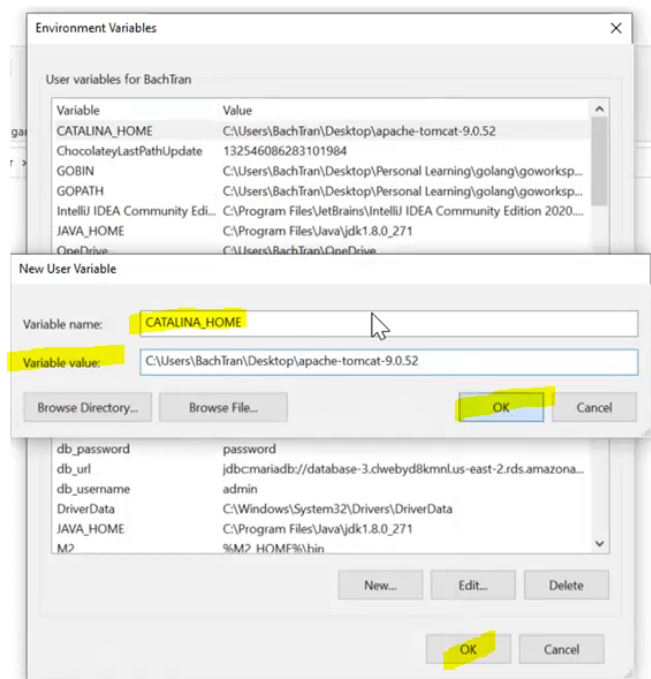 Environment Variables
User variables for BachTran
Variable Value
CATALINA_HOME C:\Users\BachTran\Desktop\apache-tomcat-9.0.52
ChocolateyLastPathUpdate 132546086283101984
GOBIN C:\Users\BachTran\Desktop\Personal Learning\golang\goworksp...
GOPATH C:\Users\BachTran\Desktop\Personal Learning\golang\goworksp...
IntelliJ IDEA Community Edi... C:\Program Files\JetBrains\IntelliJ IDEA Community Edition 2020....
JAVA_HOME C:\Program Files\Java\jdk1.8.0_271
OneDrive C:\Users\BachTran\OneDrive
New User Variable
Variable name: CATALINA_HOME
Variable value: C:\Users\BachTran\Desktop\apache-tomcat-9.0.52
Browse Directory... Browse File... OK Cancel
db_password password
db_url jdbc:mariadb://database-3.clwebyd8kmnl.us-east-2.rds.amazona...
db_username admin
DriverData C:\Windows\System32\Drivers\DriverData
JAVA_HOME C:\Program Files\Java\jdk1.8.0_271
M2 %M2_HOME%\bin
New... Edit... Delete
OK Cancel